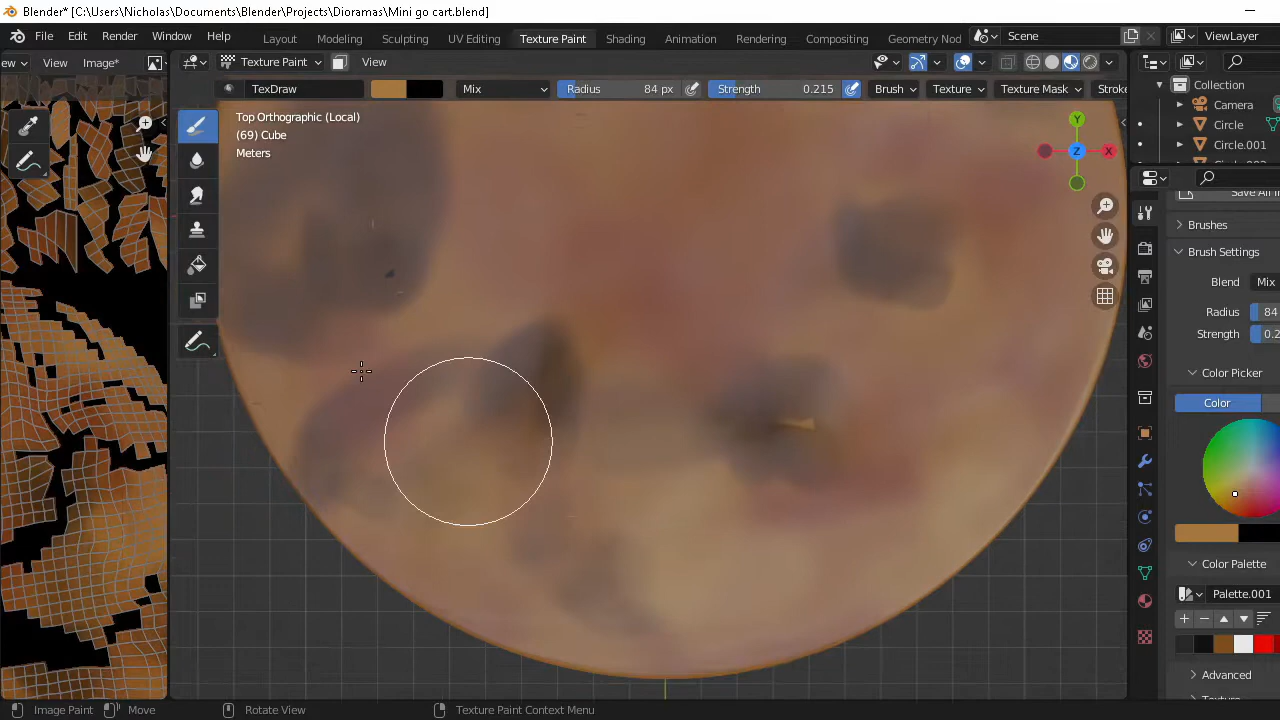 Blender* [C:\Users\Nicholas\Documents\Blender\Projects\Dioramas\Mini go cart.blend]
File Edit Render Window Help Layout Modeling Sculpting UV Editing Texture Paint Shading Animation Rendering Compositing Geometry Nod Scene ViewLayer
View Image* Texture Paint View
TexDraw Mix Radius 84 px Strength 0.215 Brush Texture Texture Mask Stroke
Top Orthographic (Local)
(69) Cube
Meters
Y
Z
X
Collection
Camera
Circle
Circle.001
Brushes
Brush Settings
Blend Mix
Radius 84
Strength 0.2
Color Picker
Color
Color Palette
Palette.001
Advanced
Image Paint Move Rotate View Texture Paint Context Menu